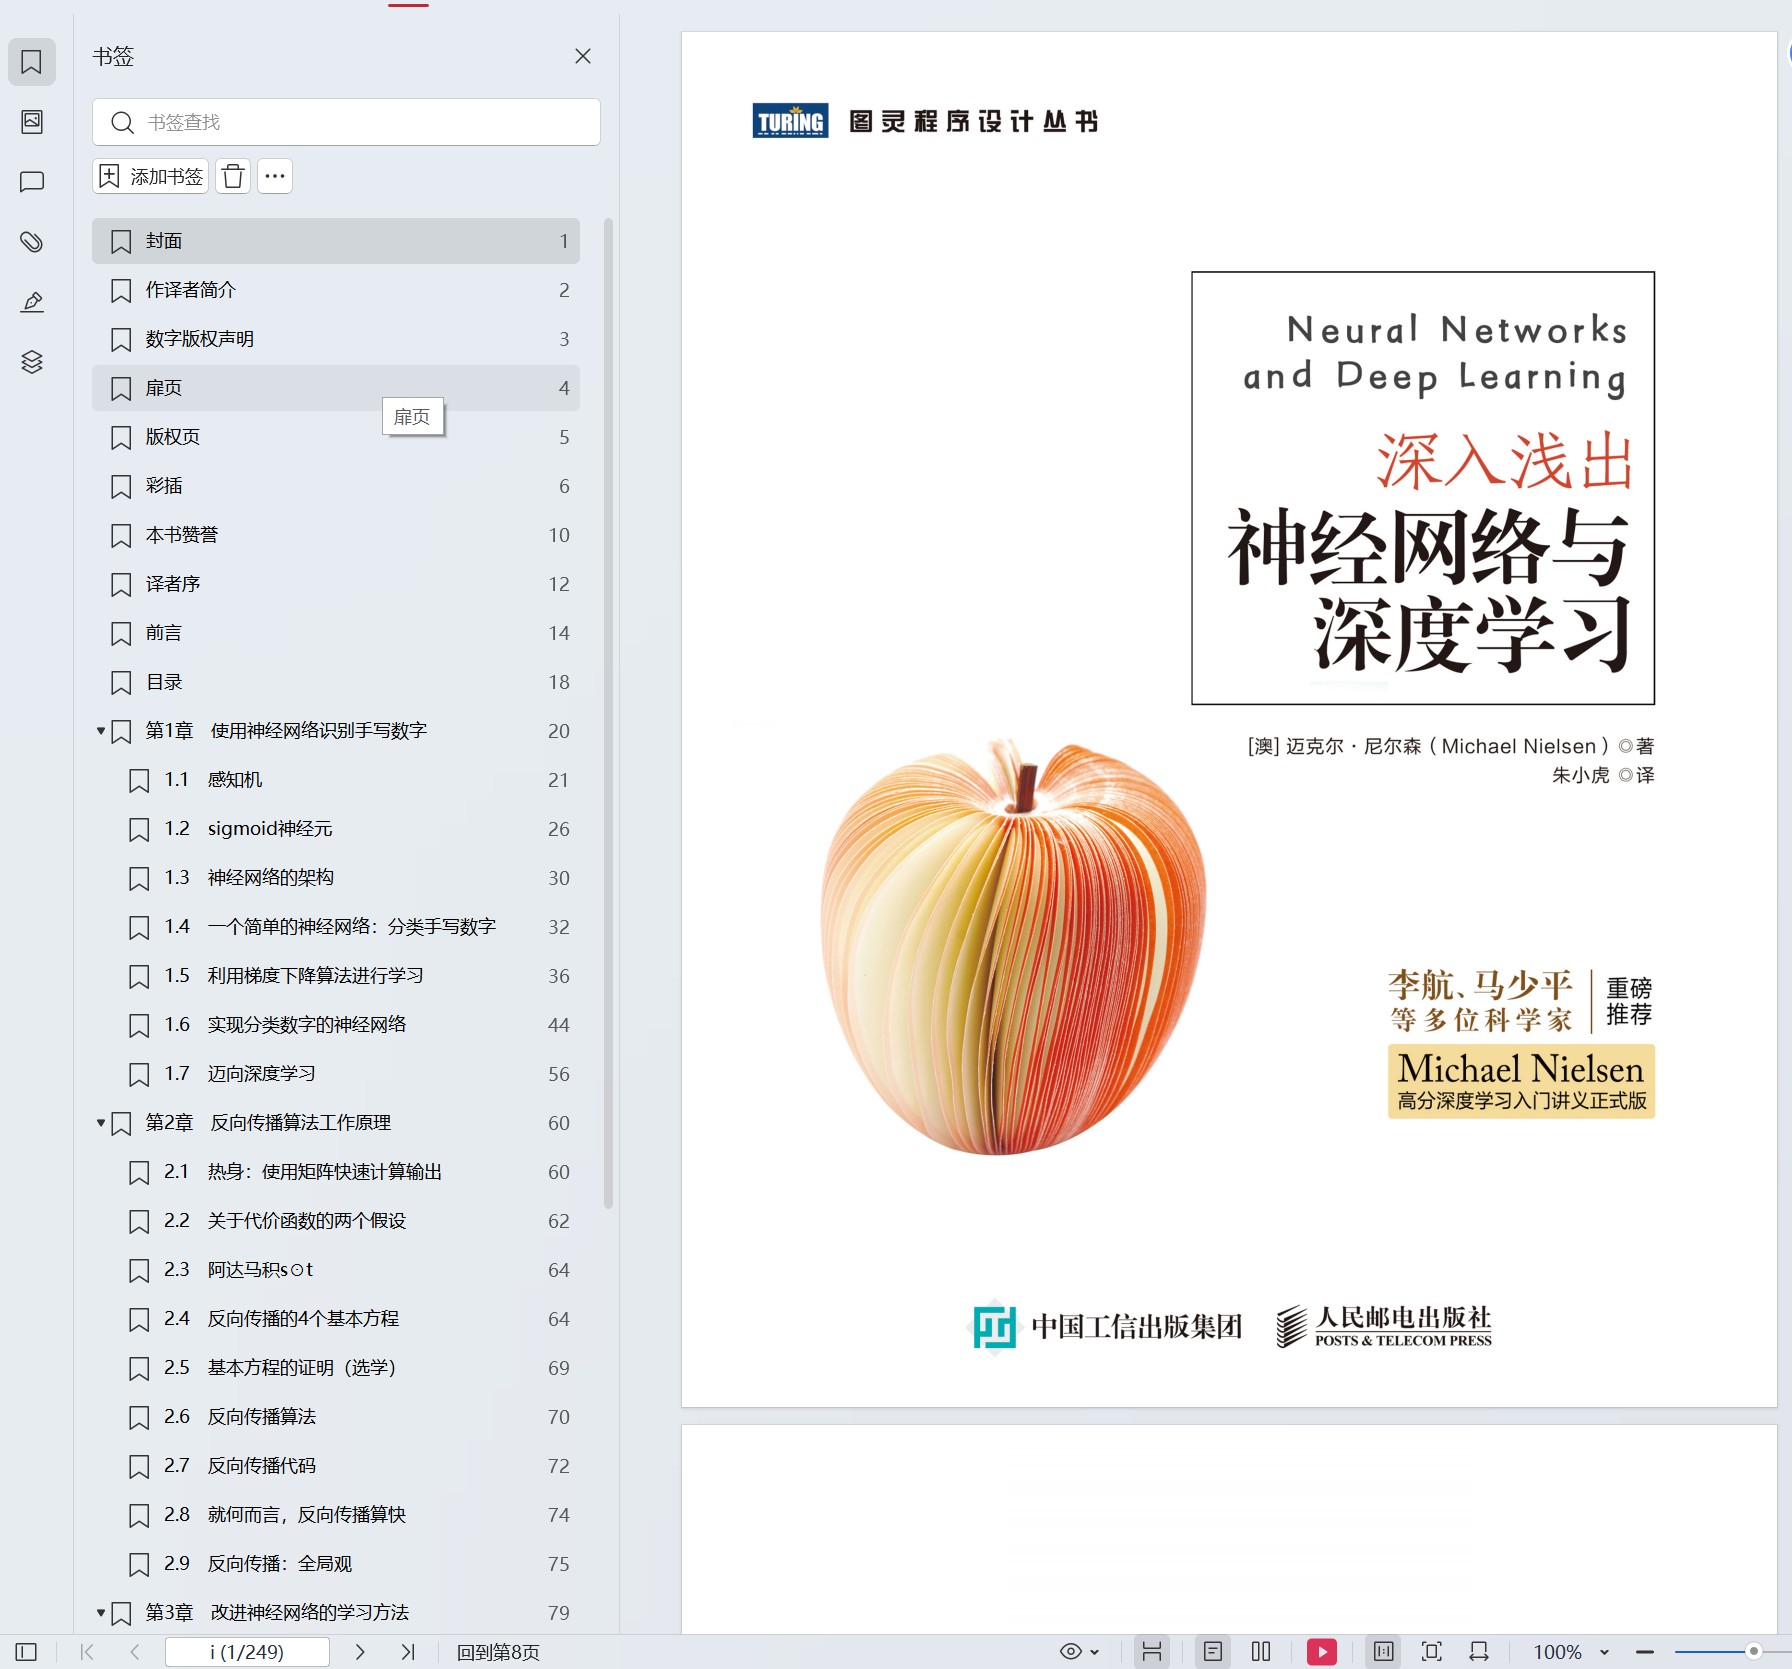 书签
书签查找
添加书签
封面 1
作译者简介 2
数字版权声明 3
扉页 4
扉页
版权页 5
彩插 6
本书赞誉 10
译者序 12
前言 14
目录 18
第1章 使用神经网络识别手写数字 20
1.1 感知机 21
1.2 sigmoid神经元 26
1.3 神经网络的架构 30
1.4 一个简单的神经网络：分类手写数字 32
1.5 利用梯度下降算法进行学习 36
1.6 实现分类数字的神经网络 44
1.7 迈向深度学习 56
第2章 反向传播算法工作原理 60
2.1 热身：使用矩阵快速计算输出 60
2.2 关于代价函数的两个假设 62
2.3 阿达马积s⊙t 64
2.4 反向传播的4个基本方程 64
2.5 基本方程的证明（选学） 69
2.6 反向传播算法 70
2.7 反向传播代码 72
2.8 就何而言，反向传播算快 74
2.9 反向传播：全局观 75
第3章 改进神经网络的学习方法 79
TURING 图灵程序设计丛书
Neural Networks
and Deep Learning
深入浅出
神经网络与
深度学习
[澳] 迈克尔·尼尔森（Michael Nielsen）◎著
朱小虎 ◎译
李航、马少平
等多位科学家
重磅
推荐
Michael Nielsen
高分深度学习入门讲义正式版
中国工信出版集团
人民邮电出版社
POSTS & TELECOM PRESS
i (1/249)
回到第8页
100%